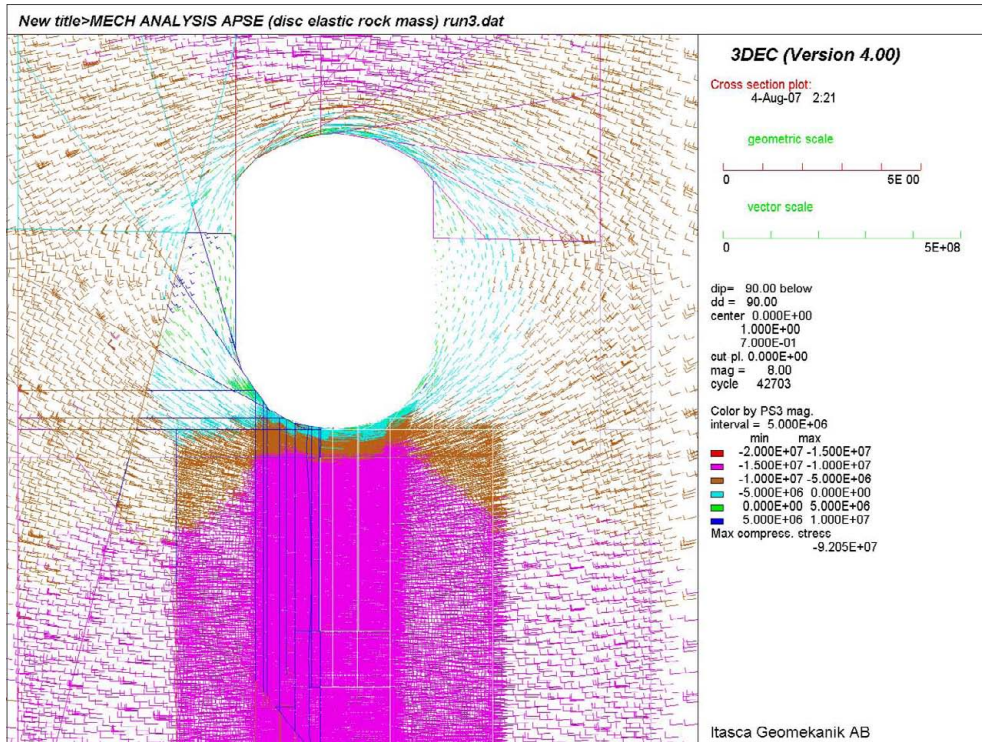 New title>MECH ANALYSIS APSE (disc elastic rock mass) run3.dat
3DEC (Version 4.00)
Cross section plot:
4-Aug-07 2:21
geometric scale
0 5E 00
vector scale
0 5E+08
dip= 90.00 below
dd = 90.00
center 0.000E+00
1.000E+00
7.000E-01
cut pl. 0.000E+00
mag = 8.00
cycle 42703
Color by PS3 mag.
interval = 5.000E+06
min max
-2.000E+07 -1.500E+07
-1.500E+07 -1.000E+07
-1.000E+07 -5.000E+06
-5.000E+06 0.000E+00
0.000E+00 5.000E+06
5.000E+06 1.000E+07
Max compress. stress
-9.205E+07
Itasca Geomekanik AB